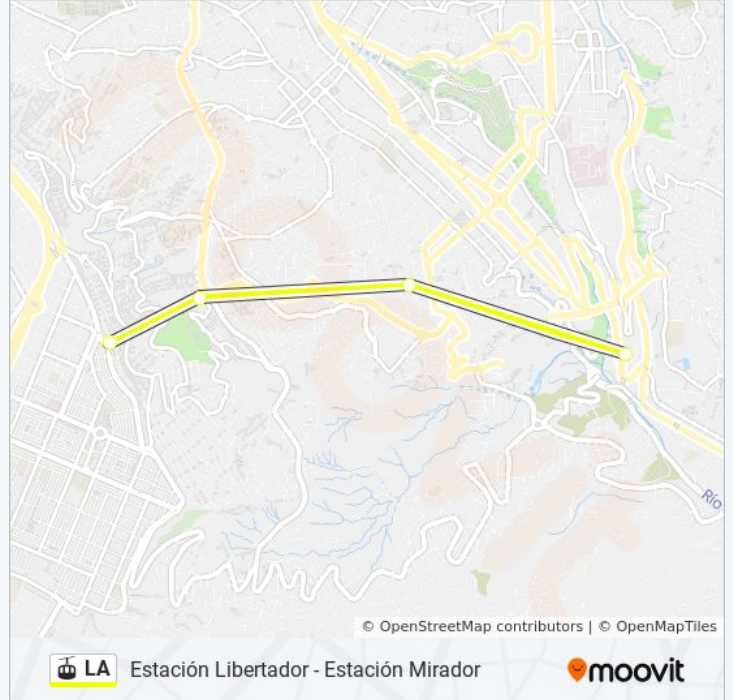 Río
© OpenStreetMap contributors | © OpenMapTiles
LA Estación Libertador - Estación Mirador
moovit